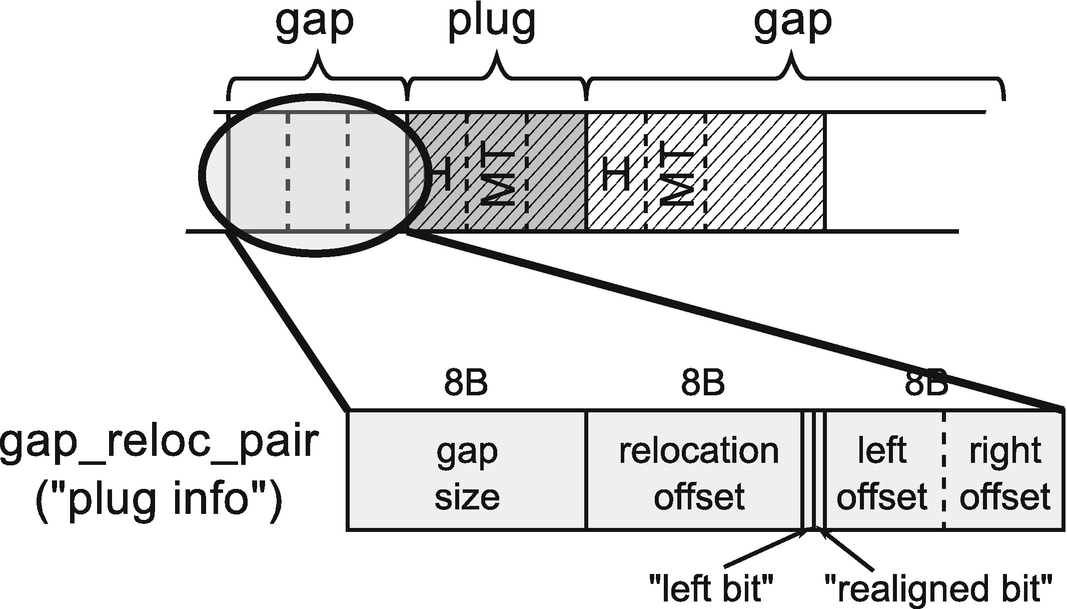 gap plug gap
H MT H MT
8B 8B 8B
gap_reloc_pair
("plug info")
gap
size
relocation
offset
left
offset
right
offset
"left bit" "realigned bit"